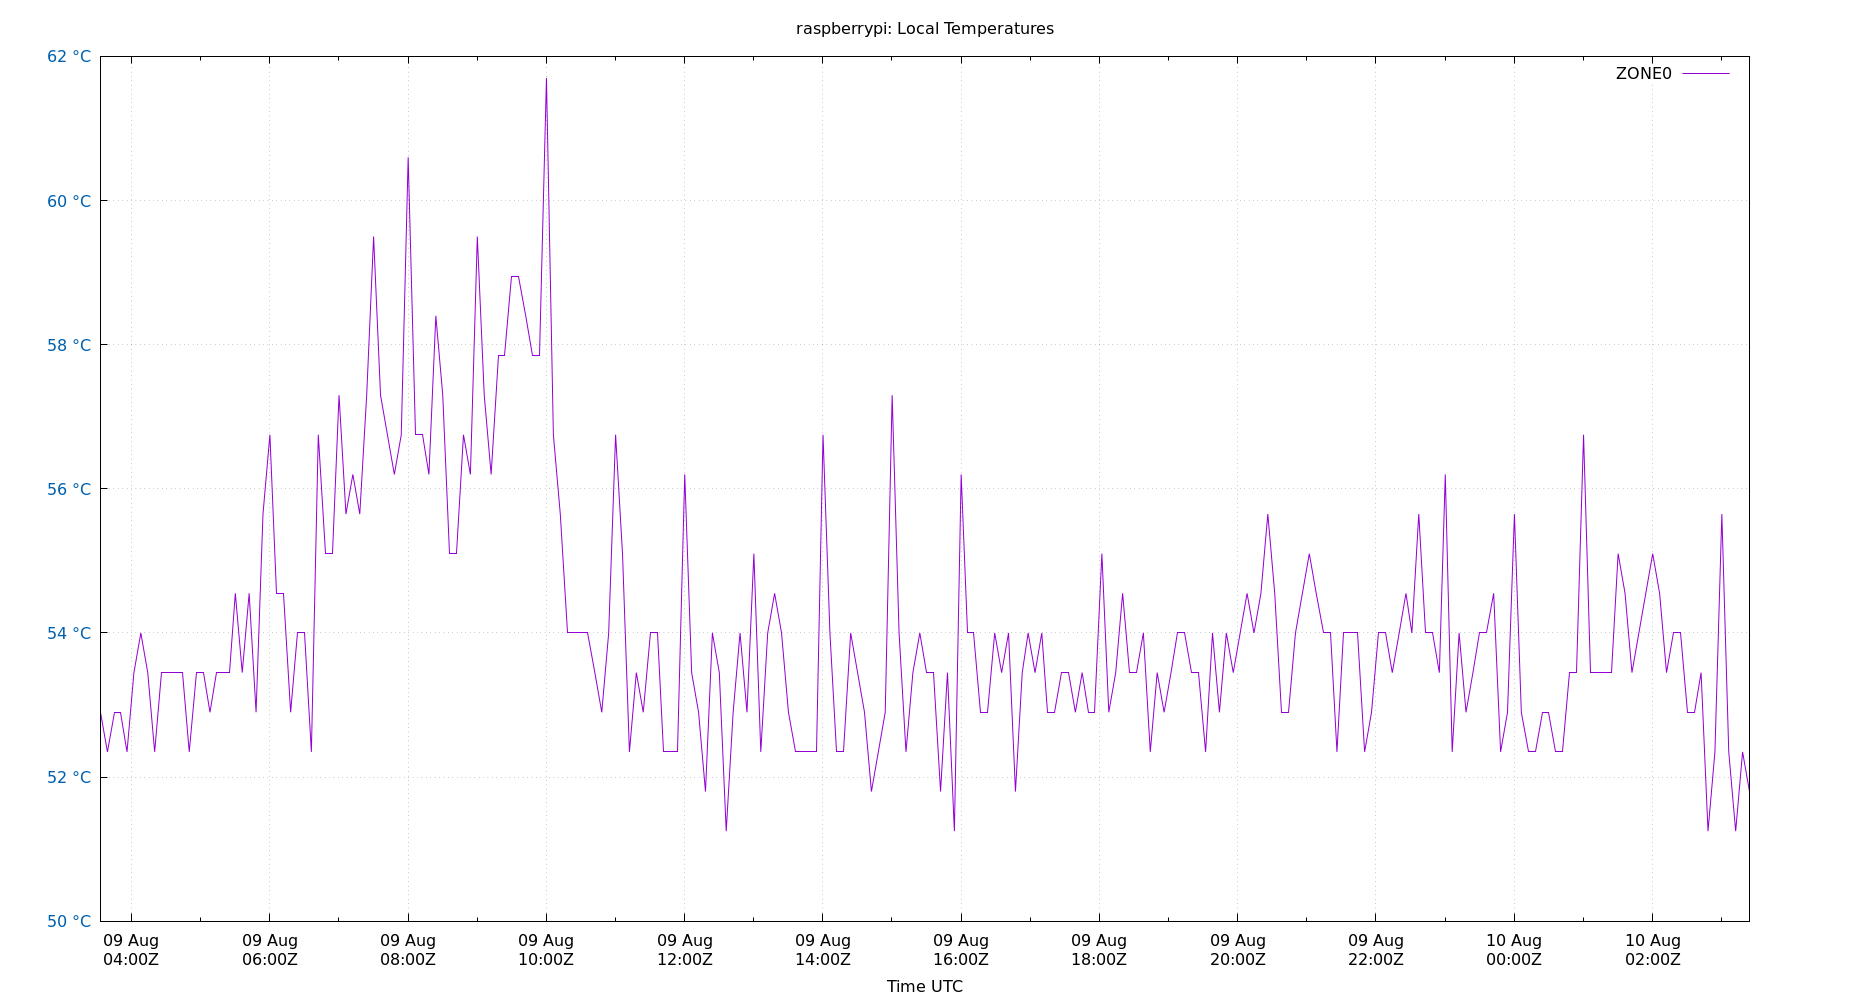 raspberrypi: Local Temperatures
62 °C
ZONE0
60 °C
58 °C
56 °C
54 °C
52 °C
50 °C
09 Aug 09 Aug 09 Aug 09 Aug 09 Aug 09 Aug 09 Aug 09 Aug 09 Aug 09 Aug 10 Aug 10 Aug
04:00Z 06:00Z 08:00Z 10:00Z 12:00Z 14:00Z 16:00Z 18:00Z 20:00Z 22:00Z 00:00Z 02:00Z
Time UTC